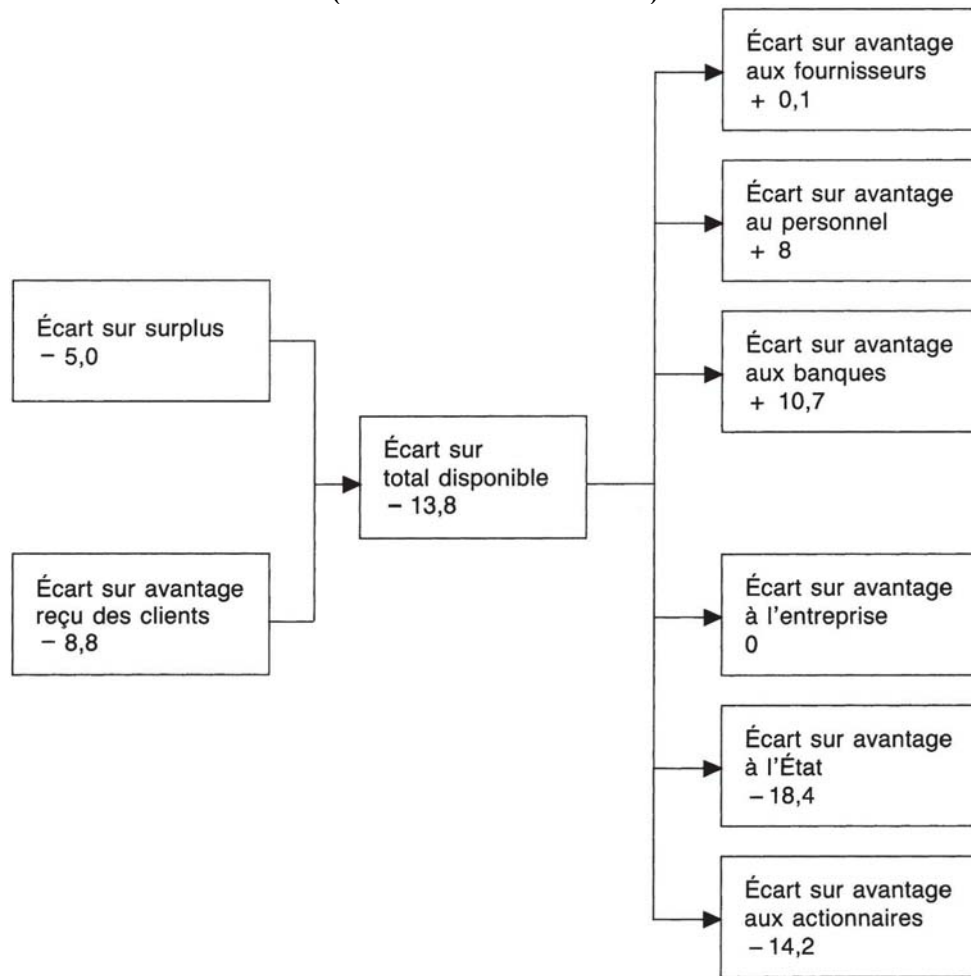 Écart sur avantage
aux fournisseurs
+ 0,1
Écart sur avantage
au personnel
+ 8
Écart sur surplus
− 5,0
Écart sur avantage
aux banques
+ 10,7
Écart sur
total disponible
− 13,8
Écart sur avantage
reçu des clients
− 8,8
Écart sur avantage
à l'entreprise
0
Écart sur avantage
à l'État
− 18,4
Écart sur avantage
aux actionnaires
− 14,2